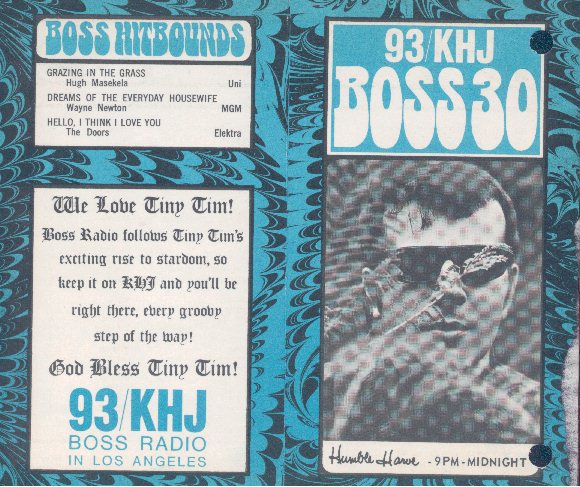 BOSS HITBOUNDS
GRAZING IN THE GRASS
Hugh Masekela Uni
DREAMS OF THE EVERYDAY HOUSEWIFE
Wayne Newton MGM
HELLO, I THINK I LOVE YOU
The Doors Elektra
We Love Tiny Tim!
Boss Radio follows Tiny Tim's
exciting rise to stardom, so
keep it on KHJ and you'll be
right there, every groovy
step of the way!
God Bless Tiny Tim!
93/KHJ
BOSS RADIO
IN LOS ANGELES
93/KHJ
BOSS 30
Humble Harve - 9PM-MIDNIGHT